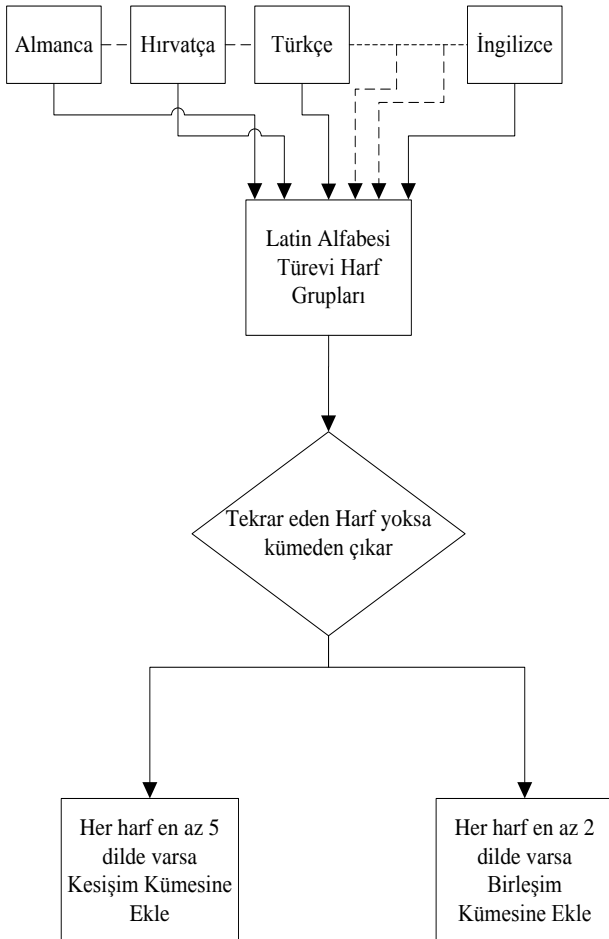 Almanca
Hırvatça
Türkçe
İngilizce
Latin Alfabesi
Türevi Harf
Grupları
Tekrar eden Harf yoksa
kümeden çıkar
Her harf en az 5
dilde varsa
Kesişim Kümesine
Ekle
Her harf en az 2
dilde varsa
Birleşim
Kümesine Ekle